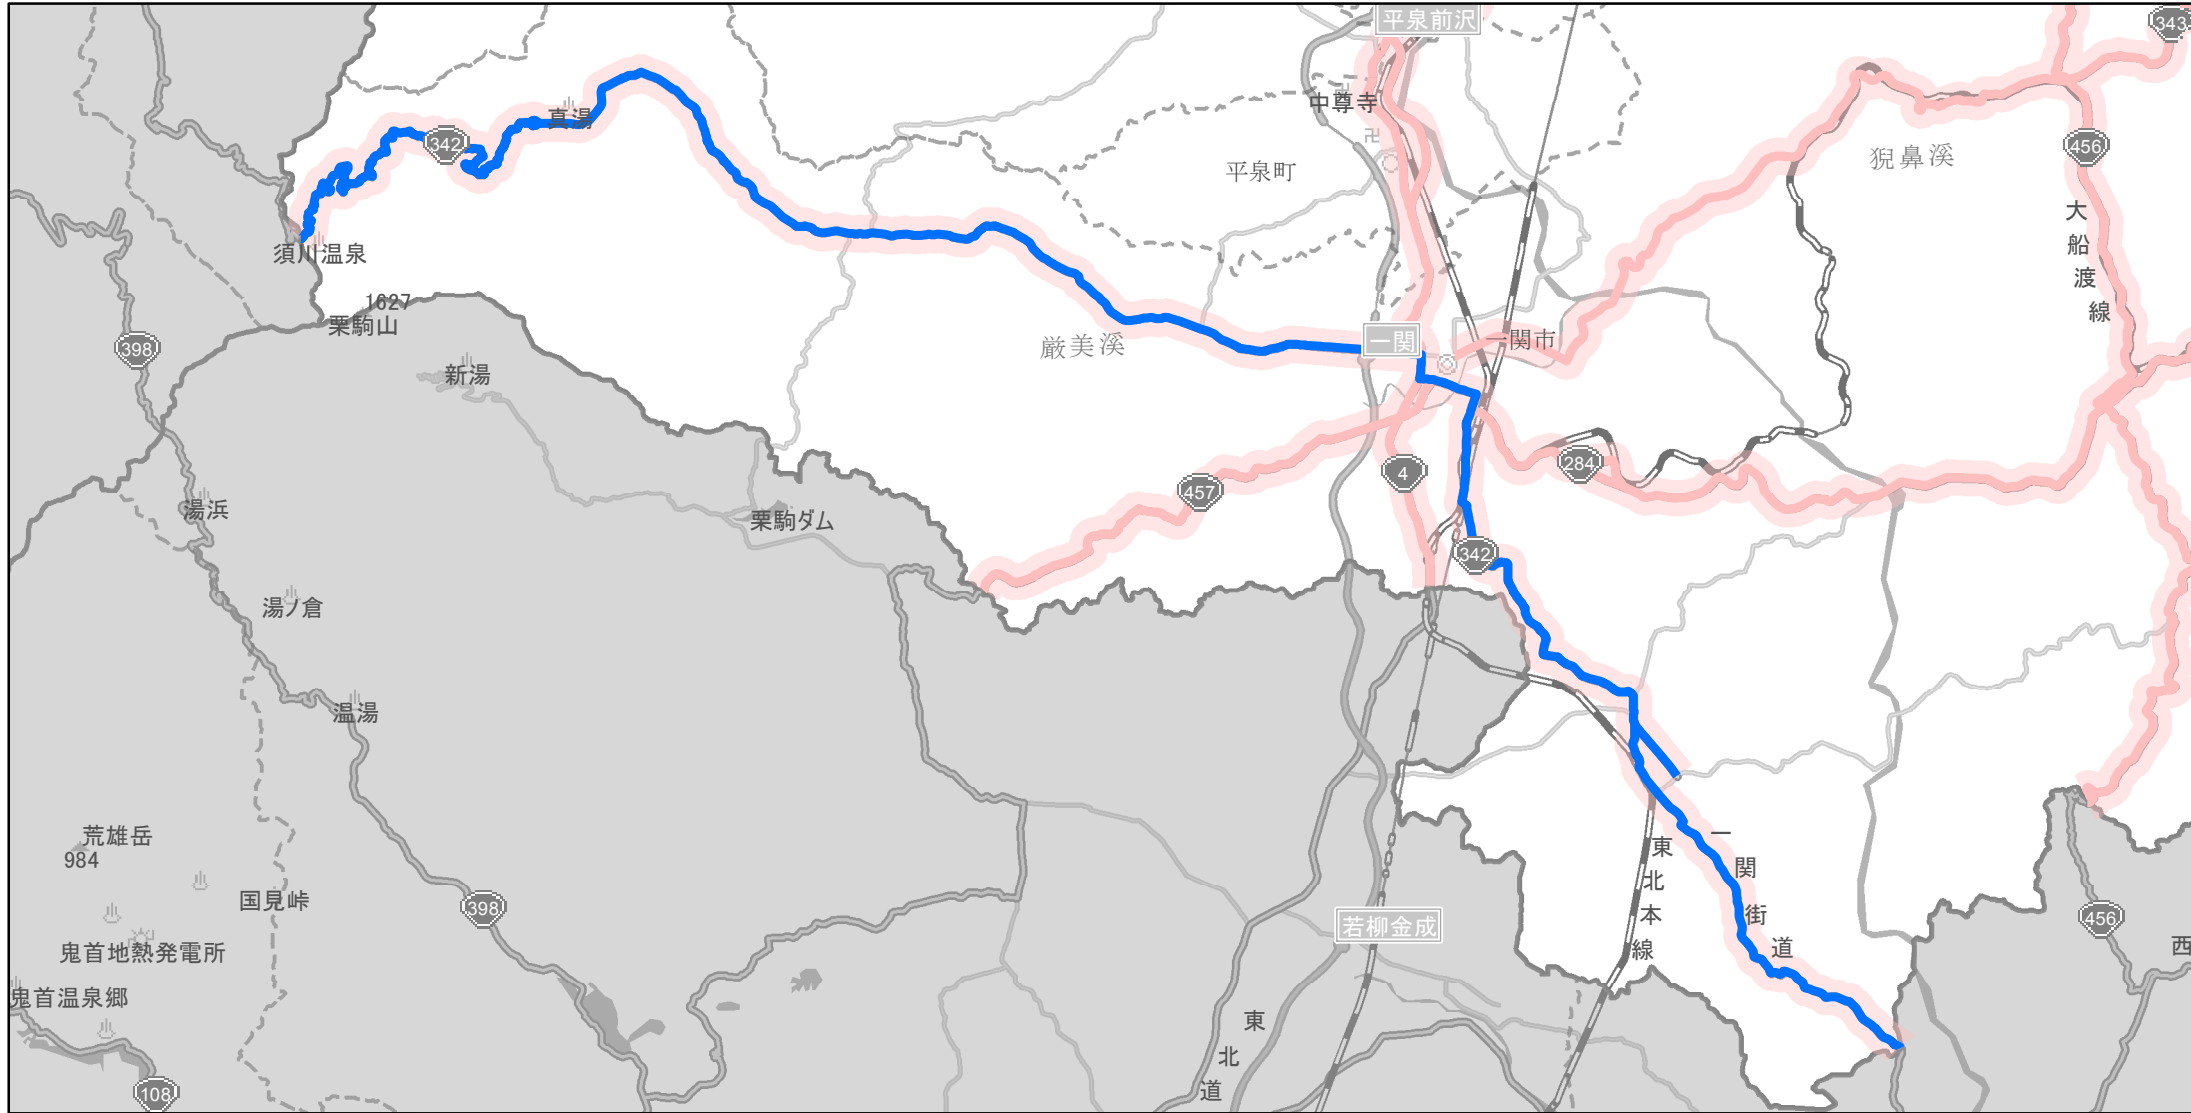 平泉前沢
343
中尊寺
真湯
342
456
猊鼻溪
平泉町
大船渡線
須川温泉
1627
栗駒山
一関
一関市
398
厳美溪
新湯
284
4
457
湯浜
栗駒ダム
342
湯ノ倉
温湯
荒雄岳
984
一関街道
東北本線
国見峠
398
若柳金成
456
鬼首地熱発電所
西
鬼首温泉郷
東北道
108